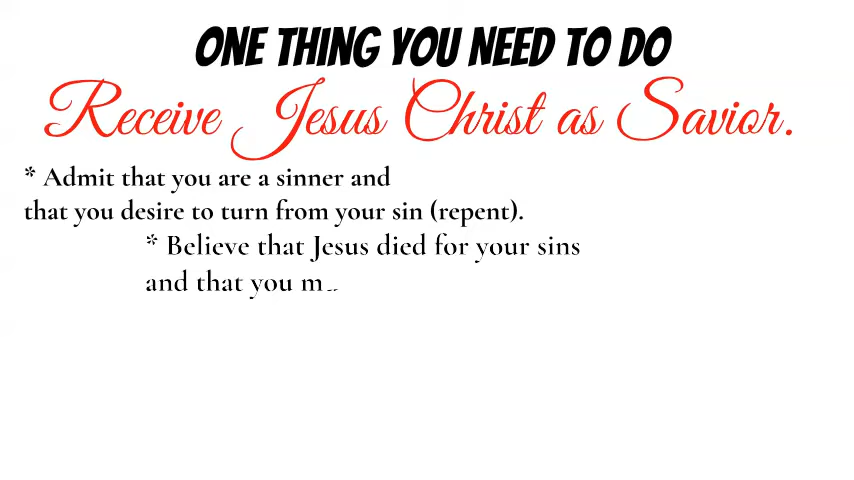 ONE THING YOU NEED TO DO
Receive Jesus Christ as Savior.
* Admit that you are a sinner and
that you desire to turn from your sin (repent).
* Believe that Jesus died for your sins
and that you